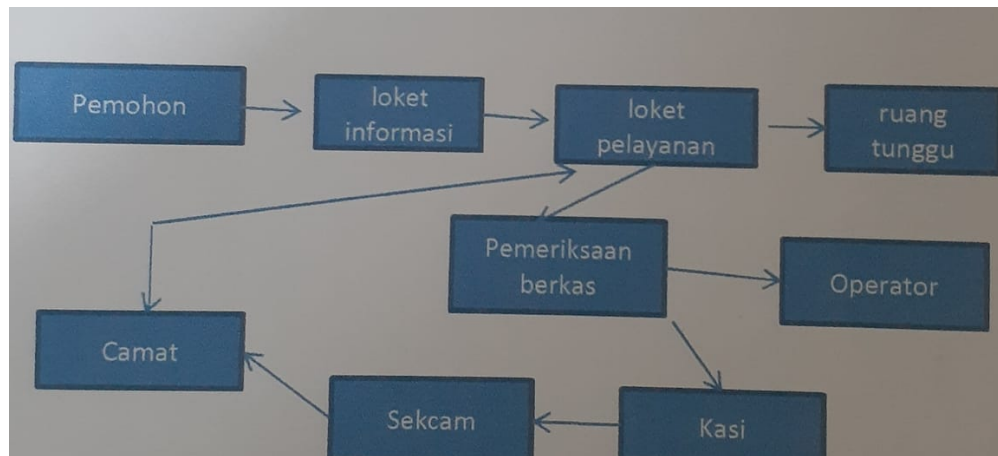 Pemohon
loket
informasi
loket
pelayanan
ruang
tunggu
Pemeriksaan
berkas
Operator
Camat
Sekcam
Kasi